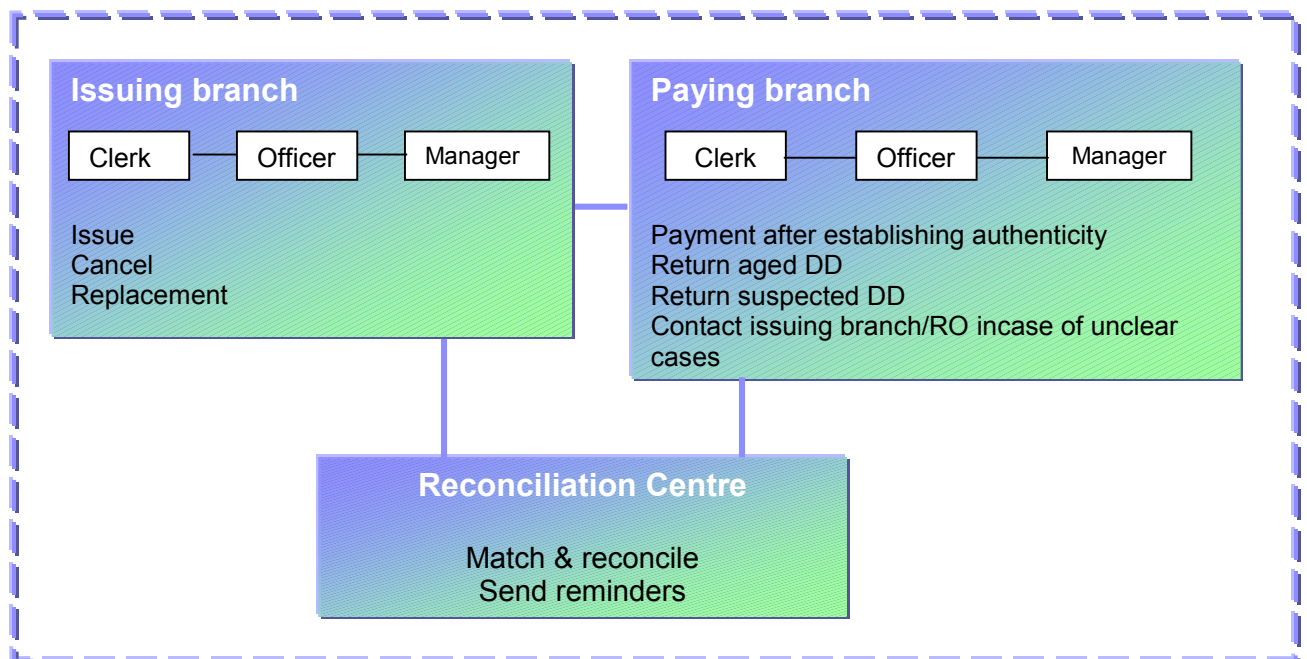 Issuing branch
Clerk
Officer
Manager
Issue
Cancel
Replacement
Paying branch
Clerk
Officer
Manager
Payment after establishing authenticity
Return aged DD
Return suspected DD
Contact issuing branch/RO incase of unclear
cases
Reconciliation Centre
Match & reconcile
Send reminders